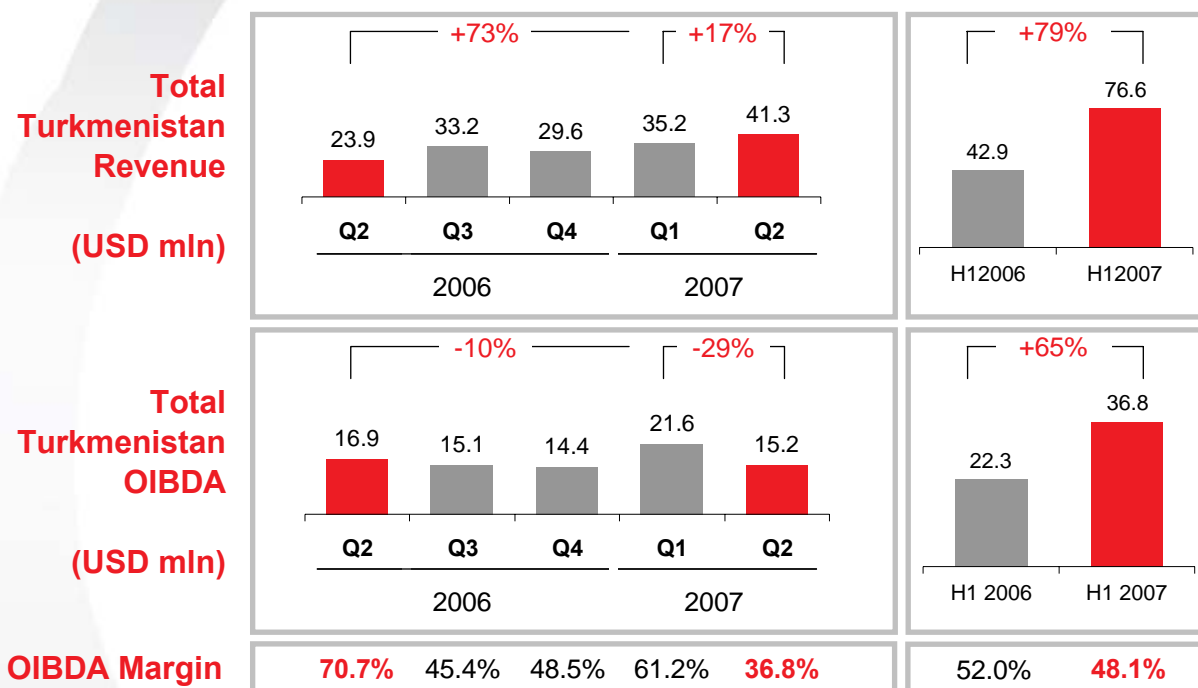 Total
Turkmenistan
Revenue
(USD mln)
+73% +17%
23.9 33.2 29.6 35.2 41.3
Q2 Q3 Q4 Q1 Q2
2006 2007
+79%
42.9 76.6
H12006 H12007
Total
Turkmenistan
OIBDA
(USD mln)
-10% -29%
16.9 15.1 14.4 21.6 15.2
Q2 Q3 Q4 Q1 Q2
2006 2007
+65%
22.3 36.8
H1 2006 H1 2007
OIBDA Margin 70.7% 45.4% 48.5% 61.2% 36.8% 52.0% 48.1%